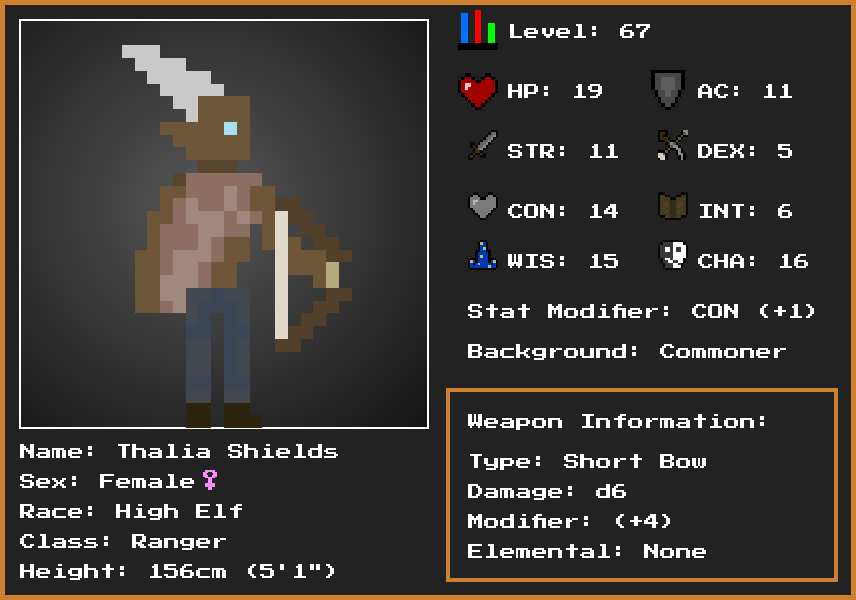 Level: 67
HP: 19
AC: 11
STR: 11
DEX: 5
CON: 14
INT: 6
WIS: 15
CHA: 16
Stat Modifier: CON (+1)
Background: Commoner
Weapon Information:
Type: Short Bow
Damage: d6
Modifier: (+4)
Elemental: None
Name: Thalia Shields
Sex: Female♀
Race: High Elf
Class: Ranger
Height: 156cm (5'1")